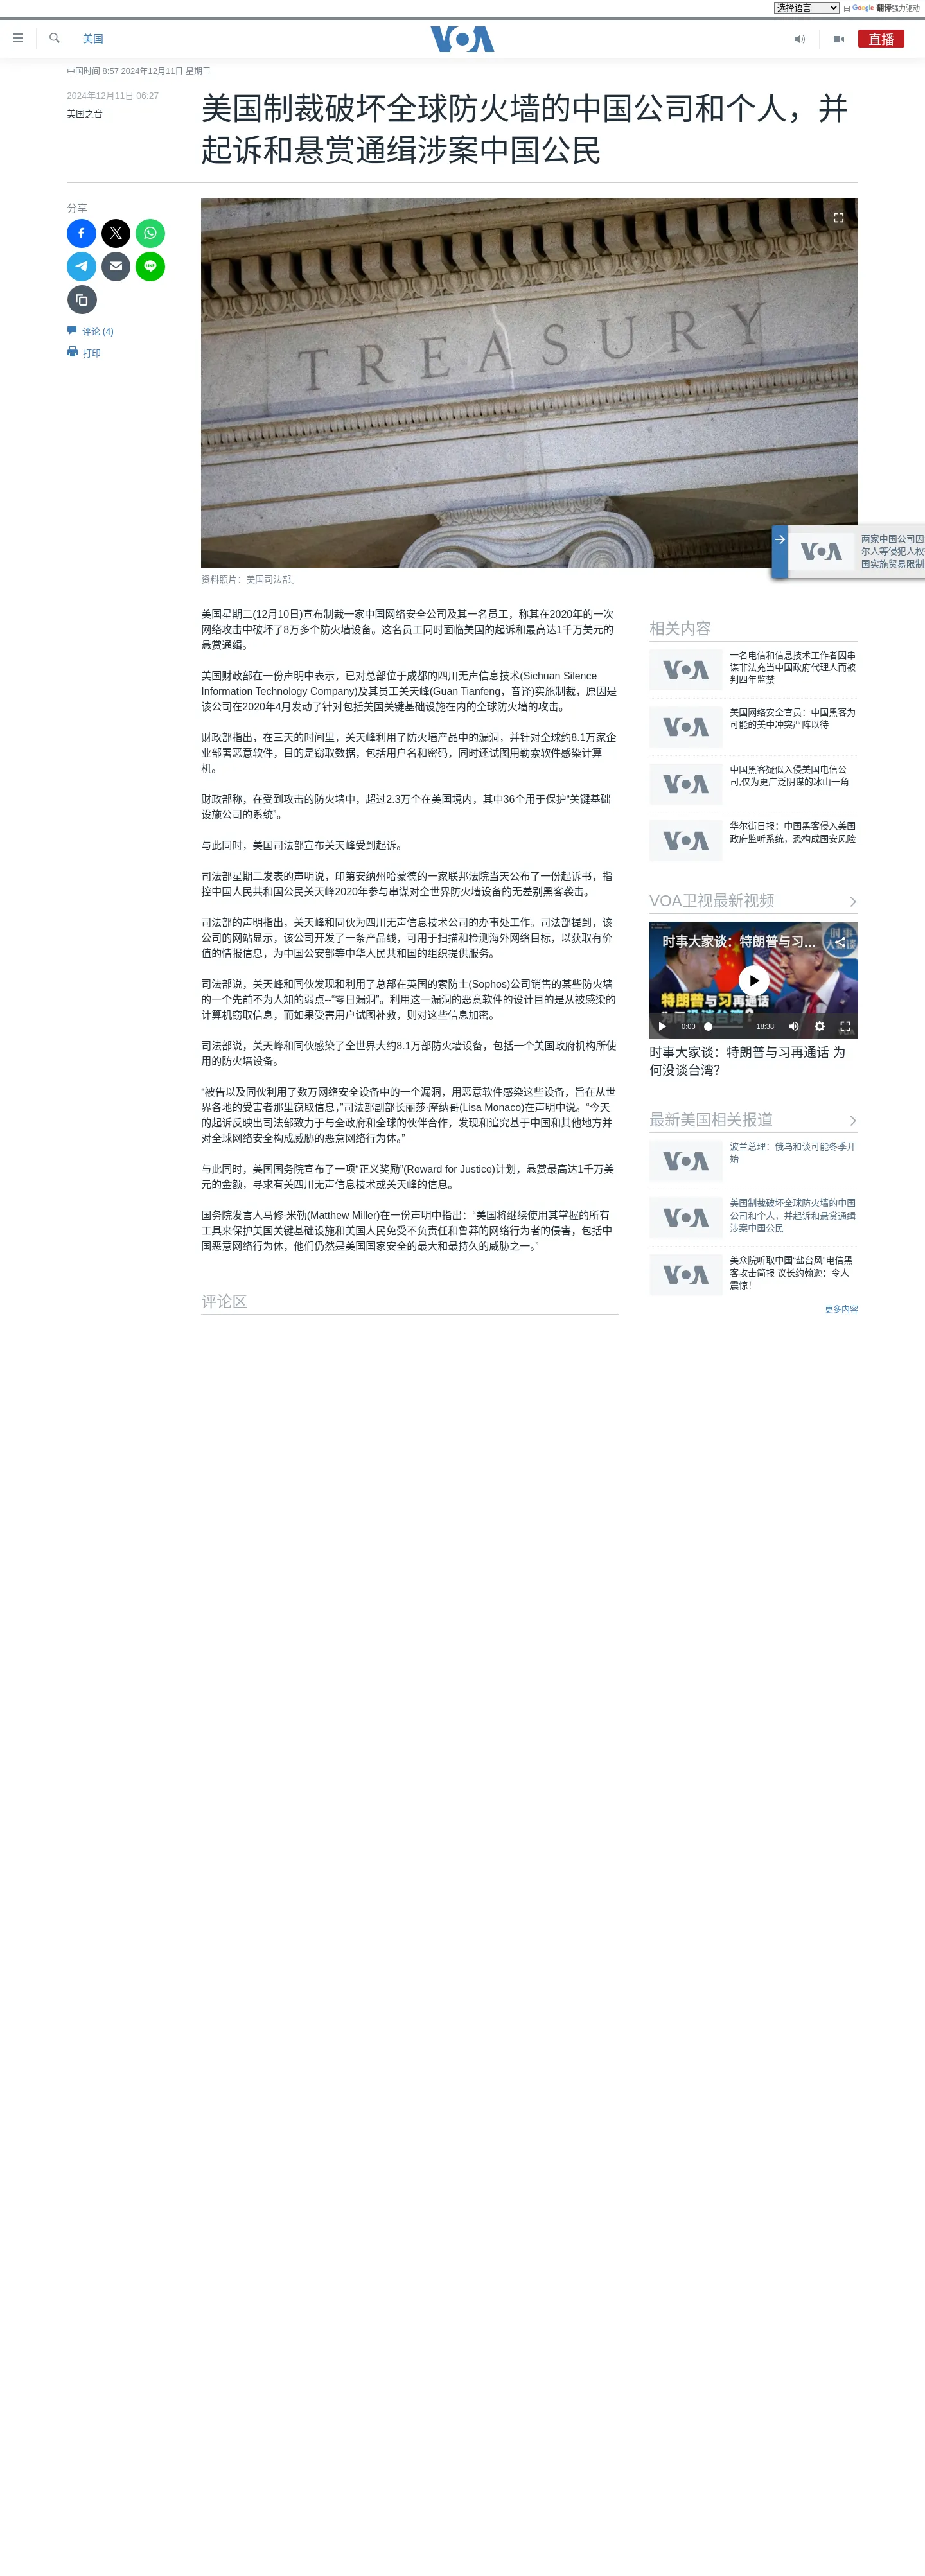 选择语言
由 Google 翻译强力驱动
美国
VOA
直播
中国时间 8:57 2024年12月11日 星期三
2024年12月11日 06:27
美国之音
美国制裁破坏全球防火墙的中国公司和个人，并
起诉和悬赏通缉涉案中国公民
分享
评论 (4)
打印
TREASURY
两家中国公司因
尔人等侵犯人权
国实施贸易限制
资料照片：美国司法部。
美国星期二(12月10日)宣布制裁一家中国网络安全公司及其一名员工，称其在2020年的一次
网络攻击中破坏了8万多个防火墙设备。这名员工同时面临美国的起诉和最高达1千万美元的
悬赏通缉。
美国财政部在一份声明中表示，已对总部位于成都的四川无声信息技术(Sichuan Silence
Information Technology Company)及其员工关天峰(Guan Tianfeng，音译)实施制裁，原因是
该公司在2020年4月发动了针对包括美国关键基础设施在内的全球防火墙的攻击。
财政部指出，在三天的时间里，关天峰利用了防火墙产品中的漏洞，并针对全球约8.1万家企
业部署恶意软件，目的是窃取数据，包括用户名和密码，同时还试图用勒索软件感染计算
机。
财政部称，在受到攻击的防火墙中，超过2.3万个在美国境内，其中36个用于保护“关键基础
设施公司的系统”。
与此同时，美国司法部宣布关天峰受到起诉。
司法部星期二发表的声明说，印第安纳州哈蒙德的一家联邦法院当天公布了一份起诉书，指
控中国人民共和国公民关天峰2020年参与串谋对全世界防火墙设备的无差别黑客袭击。
司法部的声明指出，关天峰和同伙为四川无声信息技术公司的办事处工作。司法部提到，该
公司的网站显示，该公司开发了一条产品线，可用于扫描和检测海外网络目标，以获取有价
值的情报信息，为中国公安部等中华人民共和国的组织提供服务。
司法部说，关天峰和同伙发现和利用了总部在英国的索防士(Sophos)公司销售的某些防火墙
的一个先前不为人知的弱点--“零日漏洞”。利用这一漏洞的恶意软件的设计目的是从被感染的
计算机窃取信息，而如果受害用户试图补救，则对这些信息加密。
司法部说，关天峰和同伙感染了全世界大约8.1万部防火墙设备，包括一个美国政府机构所使
用的防火墙设备。
“被告以及同伙利用了数万网络安全设备中的一个漏洞，用恶意软件感染这些设备，旨在从世
界各地的受害者那里窃取信息，”司法部副部长丽莎·摩纳哥(Lisa Monaco)在声明中说。“今天
的起诉反映出司法部致力于与全政府和全球的伙伴合作，发现和追究基于中国和其他地方并
对全球网络安全构成威胁的恶意网络行为体。”
与此同时，美国国务院宣布了一项“正义奖励”(Reward for Justice)计划，悬赏最高达1千万美
元的金额，寻求有关四川无声信息技术或关天峰的信息。
国务院发言人马修·米勒(Matthew Miller)在一份声明中指出：“美国将继续使用其掌握的所有
工具来保护美国关键基础设施和美国人民免受不负责任和鲁莽的网络行为者的侵害，包括中
国恶意网络行为体，他们仍然是美国国家安全的最大和最持久的威胁之一。”
评论区
相关内容
一名电信和信息技术工作者因串
谋非法充当中国政府代理人而被
判四年监禁
美国网络安全官员：中国黑客为
可能的美中冲突严阵以待
中国黑客疑似入侵美国电信公
司,仅为更广泛阴谋的冰山一角
华尔街日报：中国黑客侵入美国
政府监听系统，恐构成国安风险
VOA卫视最新视频
时事大家谈：特朗普与习...
特朗普与习再通话
为何没谈台湾？
0:00
18:38
时事大家谈：特朗普与习再通话 为
何没谈台湾？
最新美国相关报道
波兰总理：俄乌和谈可能冬季开
始
美国制裁破坏全球防火墙的中国
公司和个人，并起诉和悬赏通缉
涉案中国公民
美众院听取中国“盐台风”电信黑
客攻击简报 议长约翰逊：令人
震惊！
更多内容